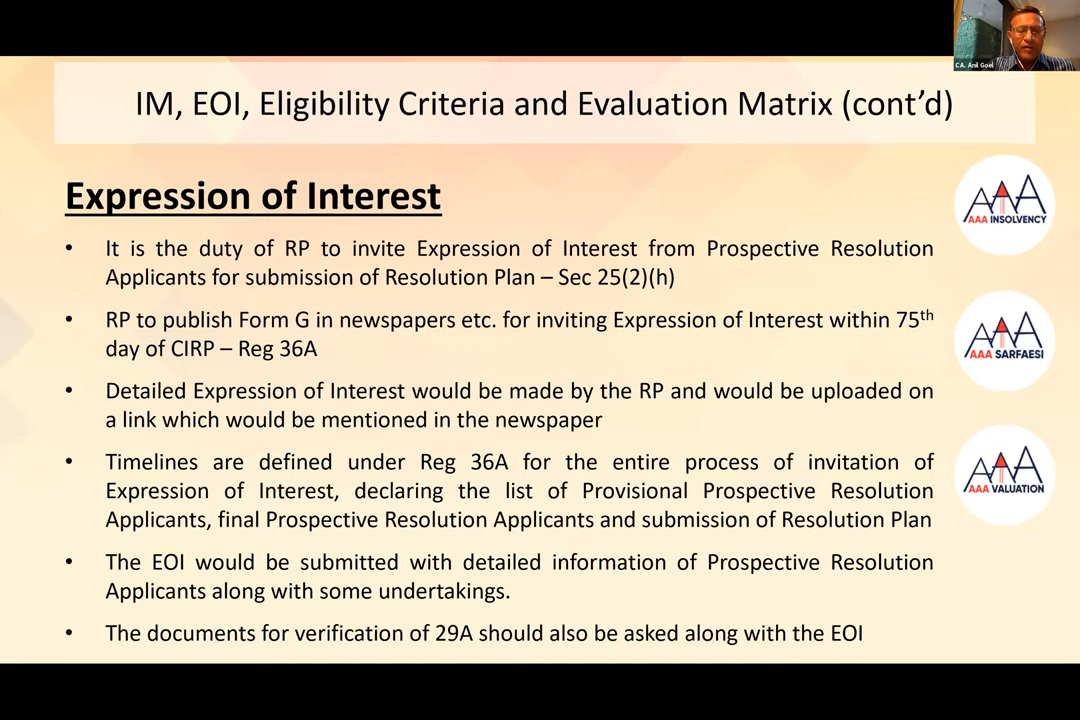 C.A. Anil Goel
IM, EOI, Eligibility Criteria and Evaluation Matrix (cont’d)
Expression of Interest
• It is the duty of RP to invite Expression of Interest from Prospective Resolution
Applicants for submission of Resolution Plan – Sec 25(2)(h)
• RP to publish Form G in newspapers etc. for inviting Expression of Interest within 75th
day of CIRP – Reg 36A
• Detailed Expression of Interest would be made by the RP and would be uploaded on
a link which would be mentioned in the newspaper
• Timelines are defined under Reg 36A for the entire process of invitation of
Expression of Interest, declaring the list of Provisional Prospective Resolution
Applicants, final Prospective Resolution Applicants and submission of Resolution Plan
• The EOI would be submitted with detailed information of Prospective Resolution
Applicants along with some undertakings.
• The documents for verification of 29A should also be asked along with the EOI
AAA
AAA INSOLVENCY
AAA
AAA SARFAESI
AAA
AAA VALUATION